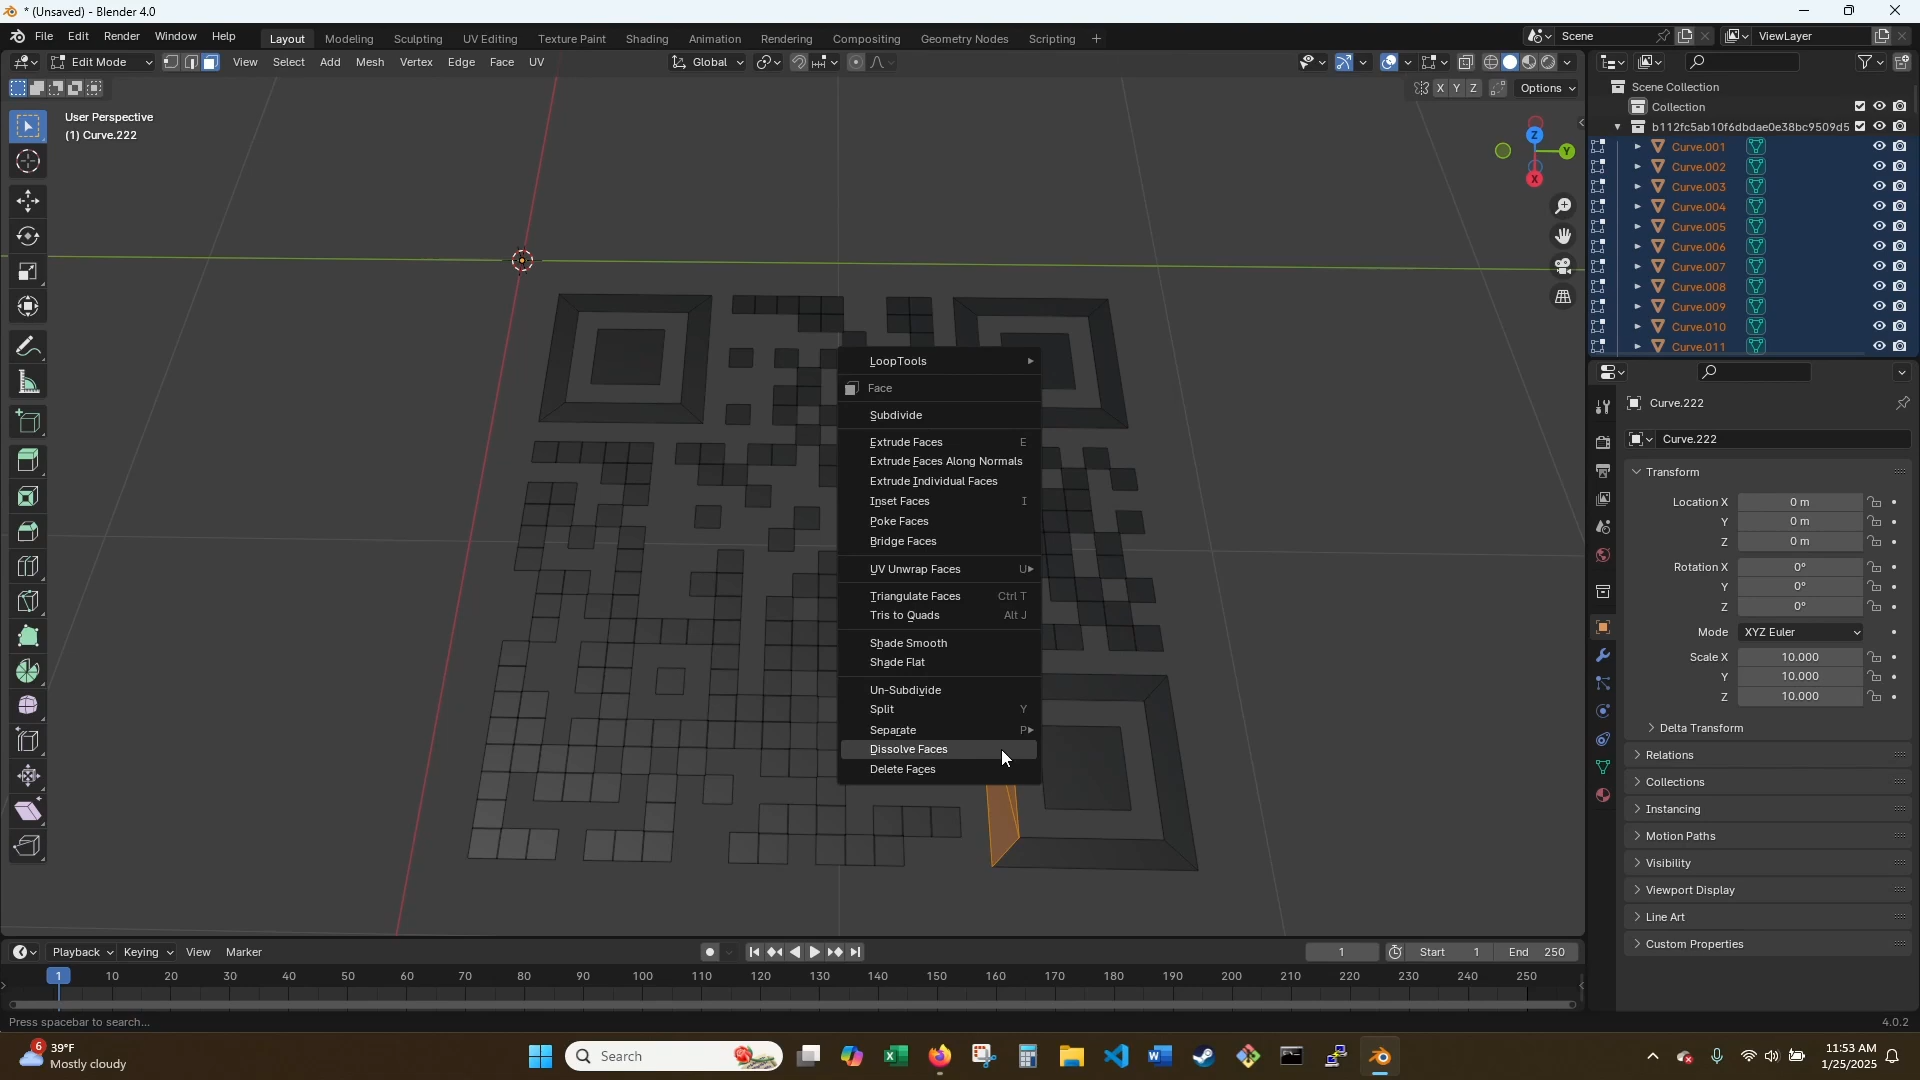 * (Unsaved) - Blender 4.0
File Edit Render Window Help
Layout Modeling Sculpting UV Editing Texture Paint Shading Animation Rendering Compositing Geometry Nodes Scripting +
Scene
ViewLayer
Edit Mode
View Select Add Mesh Vertex Edge Face UV
Global
X Y Z
Options
User Perspective
(1) Curve.222
Z
Y
X
LoopTools
Face
Subdivide
Extrude Faces E
Extrude Faces Along Normals
Extrude Individual Faces
Inset Faces I
Poke Faces
Bridge Faces
UV Unwrap Faces U
Triangulate Faces Ctrl T
Tris to Quads Alt J
Shade Smooth
Shade Flat
Un-Subdivide
Split Y
Separate P
Dissolve Faces
Delete Faces
Scene Collection
Collection
b112fc5ab10f6dbdae0e38bc9509d5
Curve.001
Curve.002
Curve.003
Curve.004
Curve.005
Curve.006
Curve.007
Curve.008
Curve.009
Curve.010
Curve.011
Curve.222
Curve.222
Transform
Location X 0 m
Y 0 m
Z 0 m
Rotation X 0°
Y 0°
Z 0°
Mode XYZ Euler
Scale X 10.000
Y 10.000
Z 10.000
Delta Transform
Relations
Collections
Instancing
Motion Paths
Visibility
Viewport Display
Line Art
Custom Properties
Playback Keying View Marker
1
Start 1
End 250
1 10 20 30 40 50 60 70 80 90 100 110 120 130 140 150 160 170 180 190 200 210 220 230 240 250
Press spacebar to search...
4.0.2
6
39°F
Mostly cloudy
Search
11:53 AM
1/25/2025